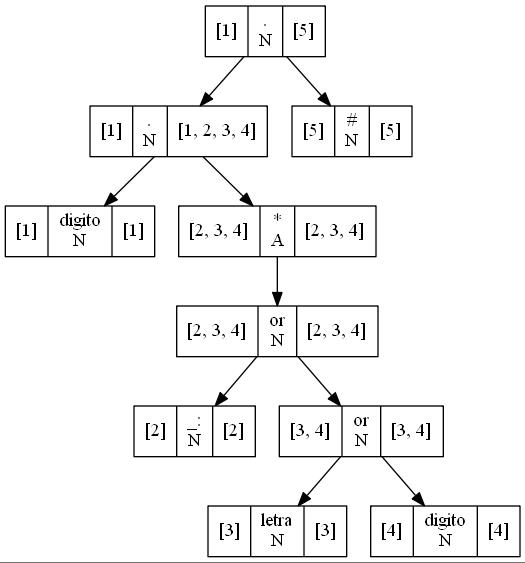 [1] . N [5]
[1] . N [1, 2, 3, 4]
[5] # N [5]
[1] digito N [1]
[2, 3, 4] * A [2, 3, 4]
[2, 3, 4] or N [2, 3, 4]
[2] _: N [2]
[3, 4] or N [3, 4]
[3] letra N [3]
[4] digito N [4]